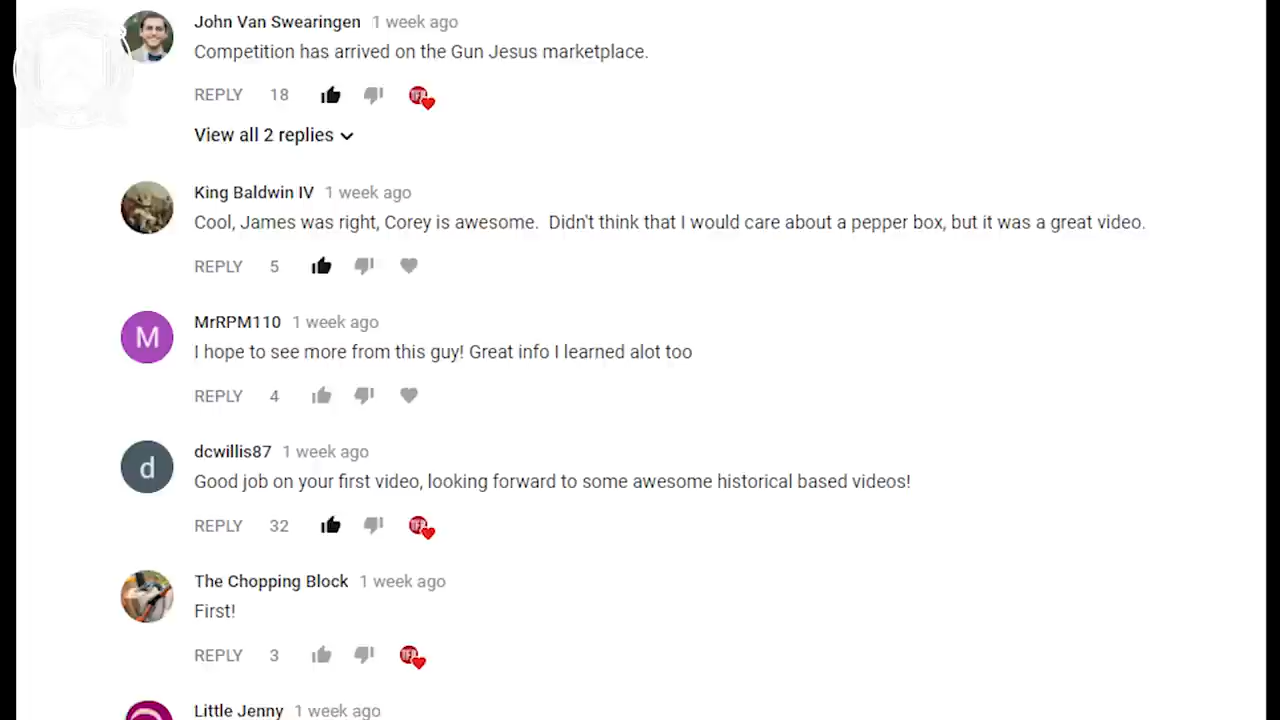 John Van Swearingen 1 week ago
Competition has arrived on the Gun Jesus marketplace.
REPLY 18
View all 2 replies
King Baldwin IV 1 week ago
Cool, James was right, Corey is awesome.  Didn't think that I would care about a pepper box, but it was a great video.
REPLY 5
M
MrRPM110 1 week ago
I hope to see more from this guy! Great info I learned alot too
REPLY 4
d
dcwillis87 1 week ago
Good job on your first video, looking forward to some awesome historical based videos!
REPLY 32
The Chopping Block 1 week ago
First!
REPLY 3
Little Jenny 1 week ago